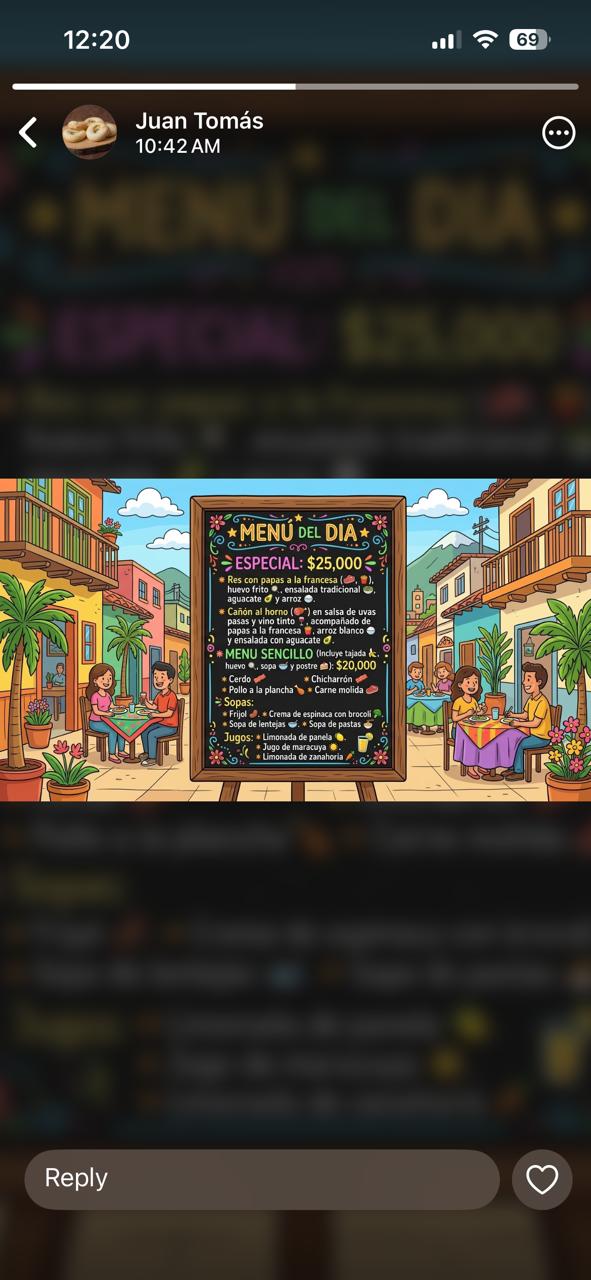 12:20
69
Juan Tomás
10:42 AM
MENÚ DEL DIA
ESPECIAL: $25,000
Res con papas a la francesa (🥩 🍟),
huevo frito 🍳, ensalada tradicional 🥗,
aguacate 🥑 y arroz 🍚.
Cañón al horno (🥩) en salsa de uvas
pasas y vino tinto 🍷, acompañado de
papas a la francesa 🍟, arroz blanco 🍚
y ensalada con aguacate 🥑.
MENU SENCILLO (Incluye tajada 🍌,
huevo 🍳, sopa 🥣 y postre 🍰): $20,000
Cerdo 🥓 Chicharrón 🥓
Pollo a la plancha 🍗 Carne molida 🥩
Sopas:
Frijol 🫘 Crema de espinaca con brocoli 🥦
Sopa de lentejas 🥣 Sopa de pastas 🍜
Jugos: Limonada de panela 🍋
Jugo de maracuya
Limonada de zanahoria 🥕
Reply